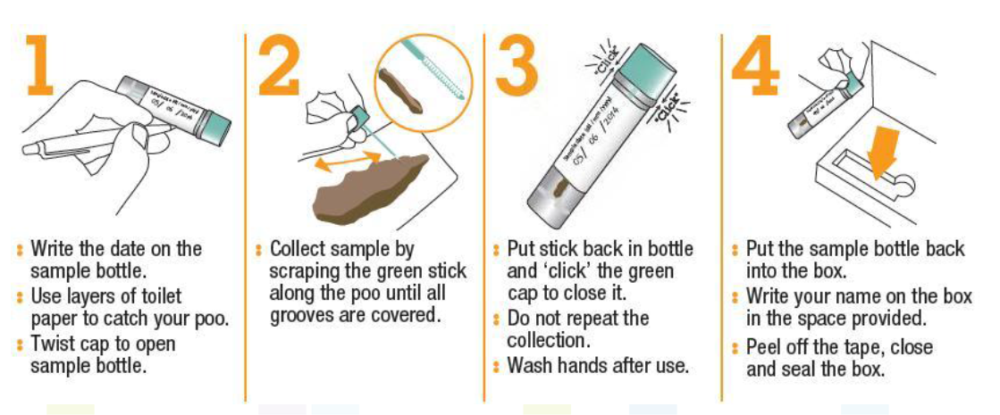 1
Write the date on the
sample bottle.
Use layers of toilet
paper to catch your poo.
Twist cap to open
sample bottle.
2
Collect sample by
scraping the green stick
along the poo until all
grooves are covered.
3
"Click"
"Click"
Sample date (dd / mm / yyyy)
05/ 06 /2014
Put stick back in bottle
and ‘click’ the green
cap to close it.
Do not repeat the
collection.
Wash hands after use.
4
Put the sample bottle back
into the box.
Write your name on the box
in the space provided.
Peel off the tape, close
and seal the box.